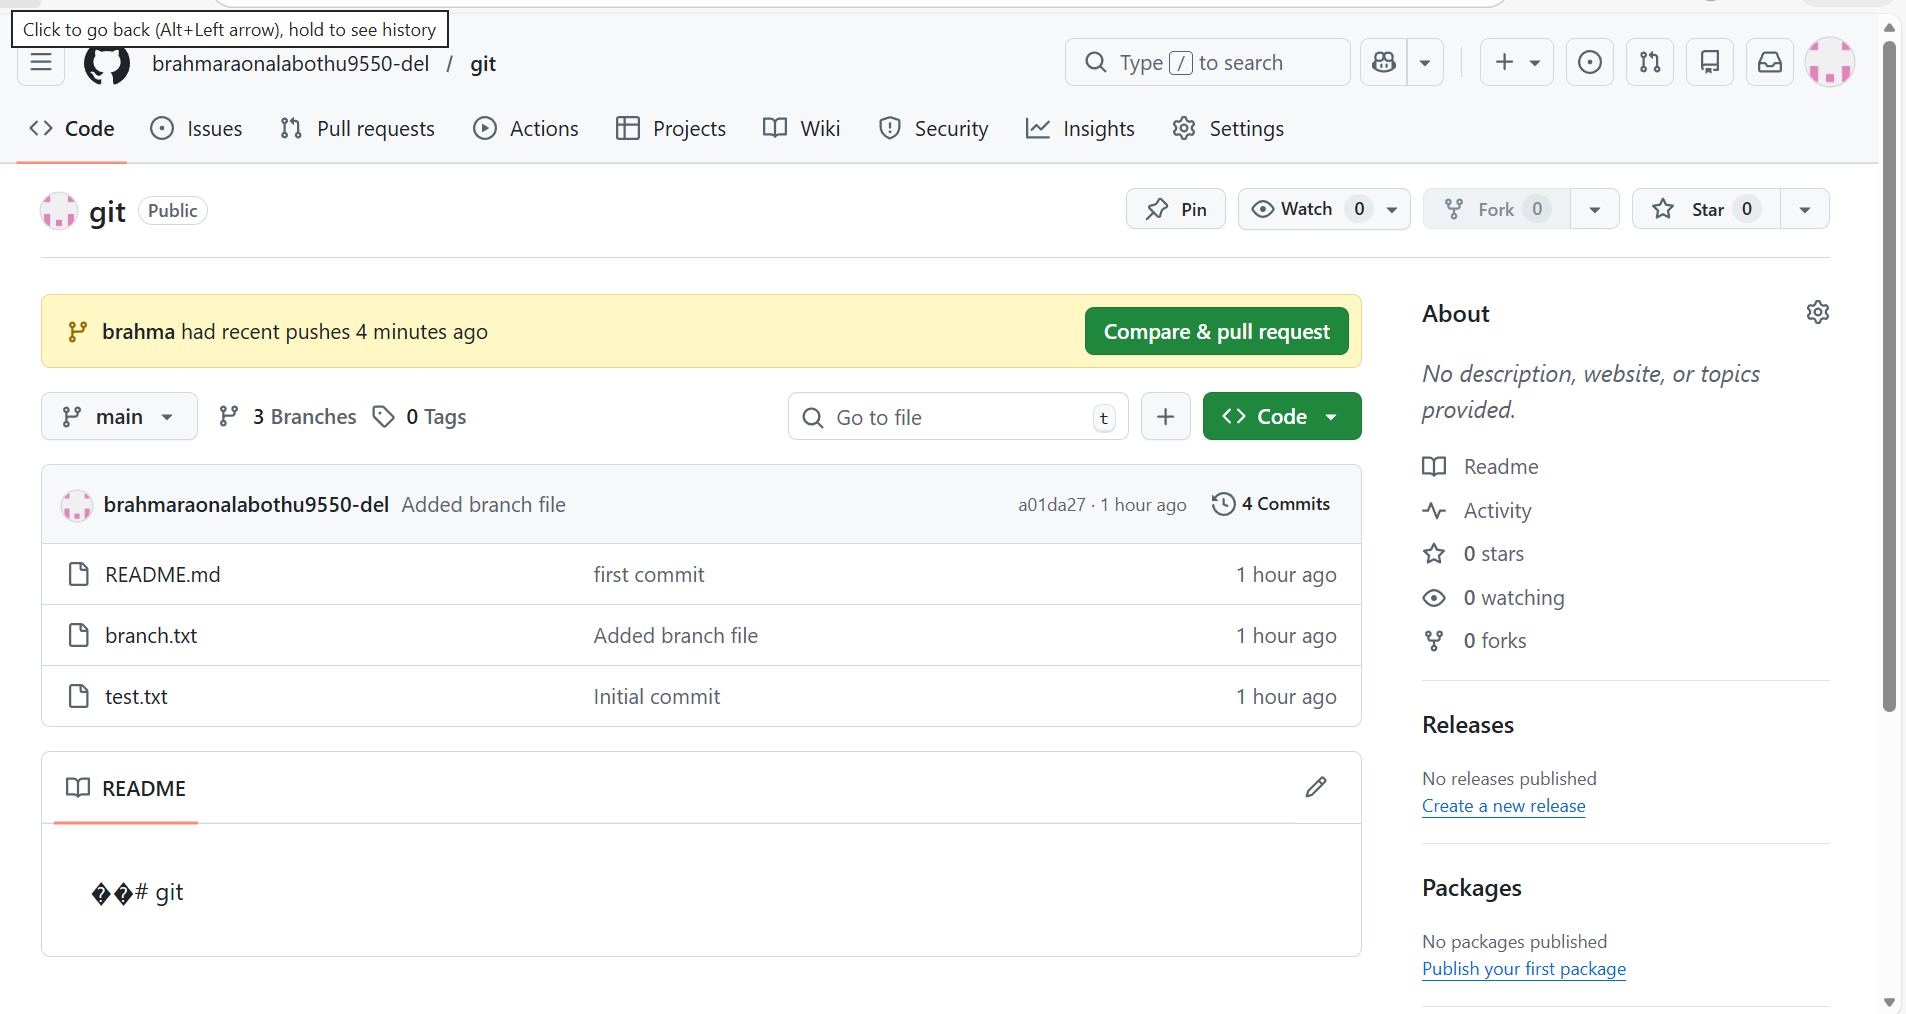 Click to go back (Alt+Left arrow), hold to see history
brahmaraonalabothu9550-del / git
Type / to search
Code Issues Pull requests Actions Projects Wiki Security Insights Settings
git Public
Pin Watch 0 Fork 0 Star 0
brahma had recent pushes 4 minutes ago
Compare & pull request
main 3 Branches 0 Tags
Go to file t
Code
brahmaraonalabothu9550-del Added branch file a01da27 · 1 hour ago 4 Commits
README.md first commit 1 hour ago
branch.txt Added branch file 1 hour ago
test.txt Initial commit 1 hour ago
README
��# git
About
No description, website, or topics
provided.
Readme
Activity
0 stars
0 watching
0 forks
Releases
No releases published
Create a new release
Packages
No packages published
Publish your first package